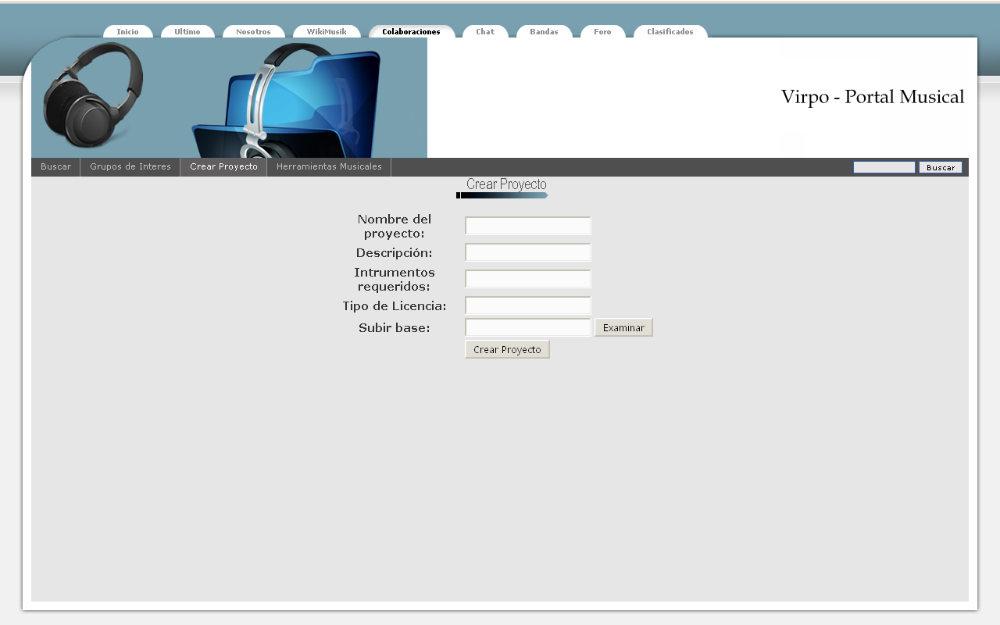 Inicio Ultimo Nosotros WikiMusik Colaboraciones Chat Bandas Foro Clasificados
Virpo - Portal Musical
Buscar Grupos de Interes Crear Proyecto Herramientas Musicales Buscar
Crear Proyecto
Nombre del
proyecto:
Descripción:
Intrumentos
requeridos:
Tipo de Licencia:
Subir base: Examinar
Crear Proyecto